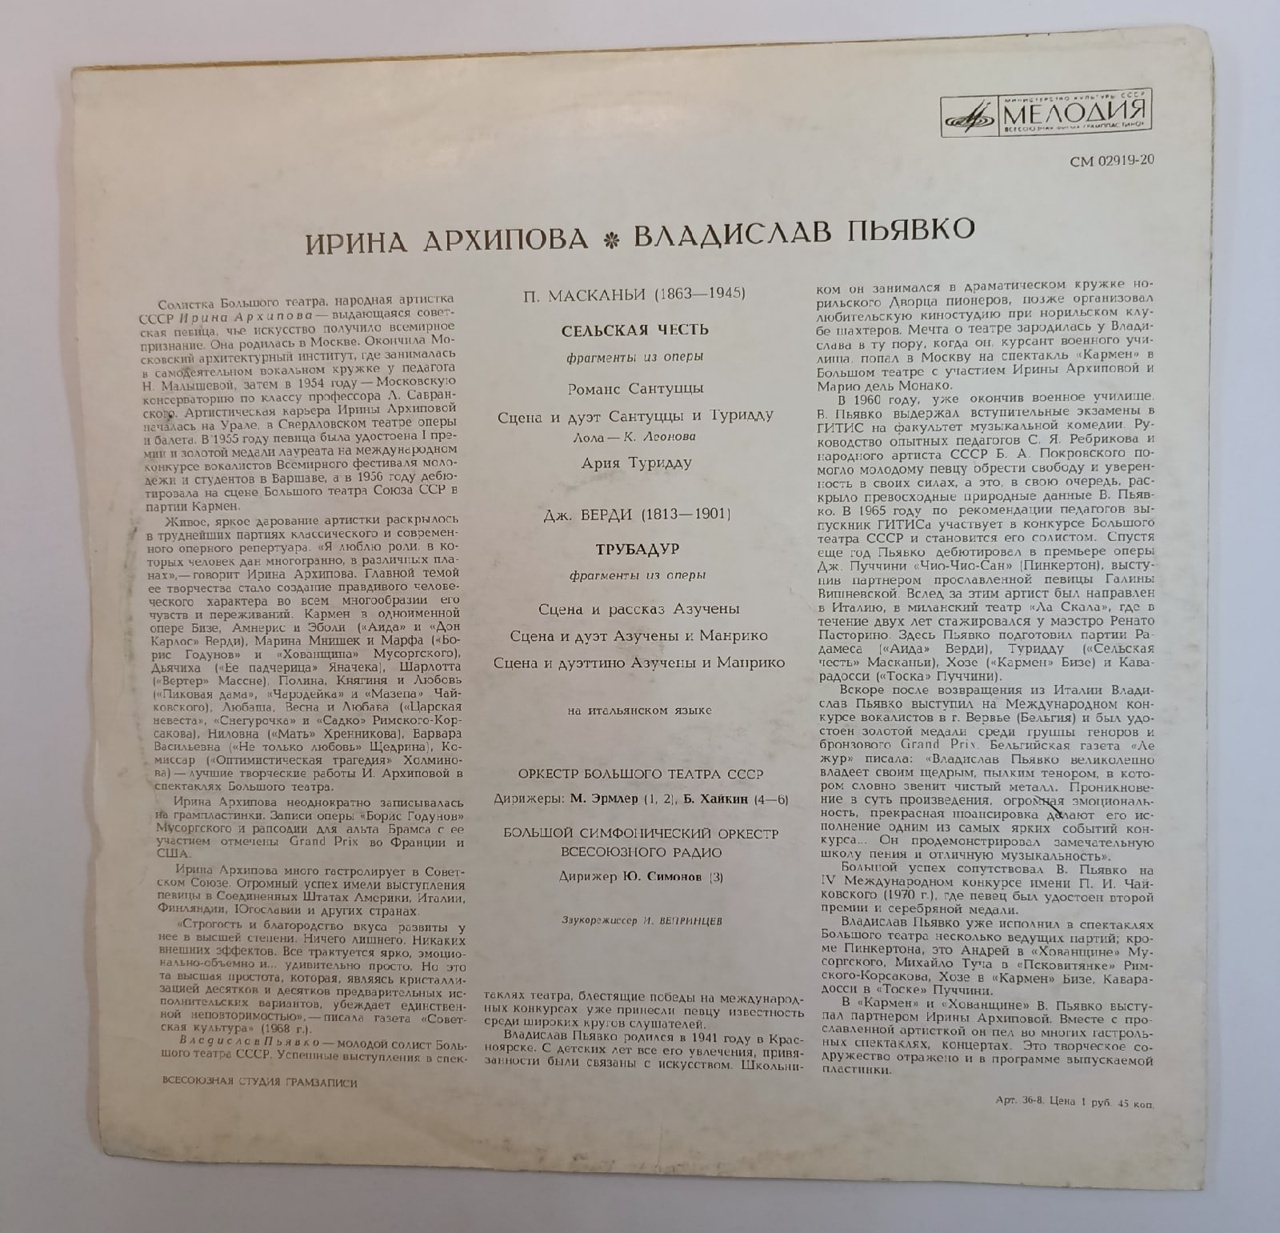 МИНИСТЕРСТВО КУЛЬТУРЫ СССР
МЕЛОДИЯ
ВСЕСОЮЗНАЯ ФИРМА ГРАМПЛАСТИНОК
СМ 02919-20
ИРИНА АРХИПОВА ❋ ВЛАДИСЛАВ ПЬЯВКО
Солистка Большого театра, народная артистка
СССР Ирина Архипова — выдающаяся совет-
ская певица, чье искусство получило всемирное
признание. Она родилась в Москве. Окончила Мо-
сковский архитектурный институт, где занималась
в самодеятельном вокальном кружке у педагога
Н. Малышевой, затем в 1954 году — Московскую
консерваторию по классу профессора Л. Савран-
ского. Артистическая карьера Ирины Архиповой
началась на Урале, в Свердловском театре оперы
и балета. В 1955 году певица была удостоена I пре-
мии и золотой медали лауреата на международном
конкурсе вокалистов Всемирного фестиваля моло-
дежи и студентов в Варшаве, а в 1956 году дебю-
тировала на сцене Большого театра Союза ССР в
партии Кармен.
Живое, яркое дарование артистки раскрылось
в труднейших партиях классического и современ-
ного оперного репертуара. «Я люблю роли, в ко-
торых человек дан многогранно, в различных пла-
нах», — говорит Ирина Архипова. Главной темой
ее творчества стало создание правдивого челове-
ческого характера во всем многообразии его
чувств и переживаний. Кармен в одноименной
опере Бизе, Амнерис и Эболи («Аида» и «Дон
Карлос» Верди), Марина Мнишек и Марфа («Бо-
рис Годунов» и «Хованщина» Мусоргского),
Дьячиха («Ее падчерица» Яначека), Шарлотта
(«Вертер» Массне), Полина, Княгиня и Любовь
(«Пиковая дама», «Чародейка» и «Мазепа» Чай-
ковского), Любаша, Весна и Любава («Царская
невеста», «Снегурочка» и «Садко» Римского-Кор-
сакова), Ниловна («Мать» Хренникова), Варвара
Васильевна («Не только любовь» Щедрина), Ко-
миссар («Оптимистическая трагедия» Холмино-
ва) — лучшие творческие работы И. Архиповой в
спектаклях Большого театра.
Ирина Архипова неоднократно записывалась
на грампластинки. Записи оперы «Борис Годунов»
Мусоргского и рапсодии для альта Брамса с ее
участием отмечены Grand Prix во Франции и
США.
Ирина Архипова много гастролирует в Совет-
ском Союзе. Огромный успех имели выступления
певицы в Соединенных Штатах Америки, Италии,
Финляндии, Югославии и других странах.
«Строгость и благородство вкуса развиты у
нее в высшей степени. Ничего лишнего. Никаких
внешних эффектов. Все трактуется ярко, эмоцио-
нально-объемно и... удивительно просто. Но это
та высшая простота, которая, являясь кристалли-
зацией десятков и десятков предварительных ис-
полнительских вариантов, убеждает единствен-
ной неповторимостью», — писала газета «Совет-
ская культура» (1968 г.).
Владислав Пьявко — молодой солист Боль-
шого театра СССР. Успешные выступления в спек-
ВСЕСОЮЗНАЯ СТУДИЯ ГРАМЗАПИСИ
П. МАСКАНЬИ (1863—1945)
СЕЛЬСКАЯ ЧЕСТЬ
фрагменты из оперы
Романс Сантуццы
Сцена и дуэт Сантуццы и Туридду
Лола — К. Леонова
Ария Туридду
Дж. ВЕРДИ (1813—1901)
ТРУБАДУР
фрагменты из оперы
Сцена и рассказ Азучены
Сцена и дуэт Азучены и Манрико
Сцена и дуэттино Азучены и Манрико
на итальянском языке
ОРКЕСТР БОЛЬШОГО ТЕАТРА СССР
Дирижеры: М. Эрмлер (1, 2), Б. Хайкин (4—6)
БОЛЬШОЙ СИМФОНИЧЕСКИЙ ОРКЕСТР
ВСЕСОЮЗНОГО РАДИО
Дирижер Ю. Симонов (3)
Звукорежиссер И. ВЕПРИНЦЕВ
таклях театра, блестящие победы на международ-
ных конкурсах уже принесли певцу известность
среди широких кругов слушателей.
Владислав Пьявко родился в 1941 году в Крас-
ноярске. С детских лет все его увлечения, привя-
занности были связаны с искусством. Школьни-
ком он занимался в драматическом кружке но-
рильского Дворца пионеров, позже организовал
любительскую киностудию при норильском клу-
бе шахтеров. Мечта о театре зародилась у Влади-
слава в ту пору, когда он, курсант военного учи-
лища, попал в Москву на спектакль «Кармен» в
Большом театре с участием Ирины Архиповой и
Марио дель Монако.
В 1960 году, уже окончив военное училище,
В. Пьявко выдержал вступительные экзамены в
ГИТИС на факультет музыкальной комедии. Ру-
ководство опытных педагогов С. Я. Ребрикова и
народного артиста СССР Б. А. Покровского по-
могло молодому певцу обрести свободу и уверен-
ность в своих силах, а это, в свою очередь, рас-
крыло превосходные природные данные В. Пьяв-
ко. В 1965 году по рекомендации педагогов вы-
пускник ГИТИСа участвует в конкурсе Большого
театра СССР и становится его солистом. Спустя
еще год Пьявко дебютировал в премьере оперы
Дж. Пуччини «Чио-Чио-Сан» (Пинкертон), высту-
пив партнером прославленной певицы Галины
Вишневской. Вслед за этим артист был направлен
в Италию, в миланский театр «Ла Скала», где в
течение двух лет стажировался у маэстро Ренато
Пасторино. Здесь Пьявко подготовил партии Ра-
дамеса («Аида» Верди), Туридду («Сельская
честь» Масканьи), Хозе («Кармен» Бизе) и Кава-
радосси («Тоска» Пуччини).
Вскоре после возвращения из Италии Влади-
слав Пьявко выступил на Международном кон-
курсе вокалистов в г. Вервье (Бельгия) и был удо-
стоен золотой медали среди группы теноров и
бронзового Grand Prix. Бельгийская газета «Ле
жур» писала: «Владислав Пьявко великолепно
владеет своим щедрым, пылким тенором, в кото-
ром словно звенит чистый металл. Проникнове-
ние в суть произведения, огромная эмоциональ-
ность, прекрасная нюансировка делают его ис-
полнение одним из самых ярких событий кон-
курса... Он продемонстрировал замечательную
школу пения и отличную музыкальность».
Большой успех сопутствовал В. Пьявко на
IV Международном конкурсе имени П. И. Чай-
ковского (1970 г.), где певец был удостоен второй
премии и серебряной медали.
Владислав Пьявко уже исполнил в спектаклях
Большого театра несколько ведущих партий; кро-
ме Пинкертона, это Андрей в «Хованщине» Му-
соргского, Михайло Туча в «Псковитянке» Рим-
ского-Корсакова, Хозе в «Кармен» Бизе, Кавара-
досси в «Тоске» Пуччини.
В «Кармен» и «Хованщине» В. Пьявко высту-
пал партнером Ирины Архиповой. Вместе с про-
славленной артисткой он пел во многих гастроль-
ных спектаклях, концертах. Это творческое со-
дружество отражено и в программе выпускаемой
пластинки.
Арт. 36-8. Цена 1 руб. 45 коп.